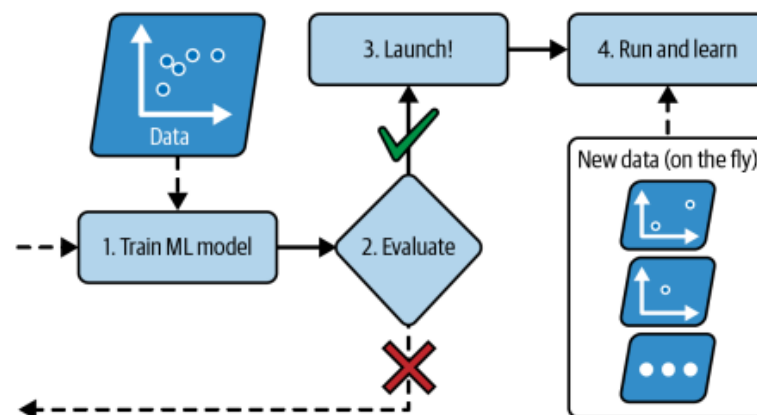 Data
1. Train ML model
2. Evaluate
3. Launch!
4. Run and learn
New data (on the fly)